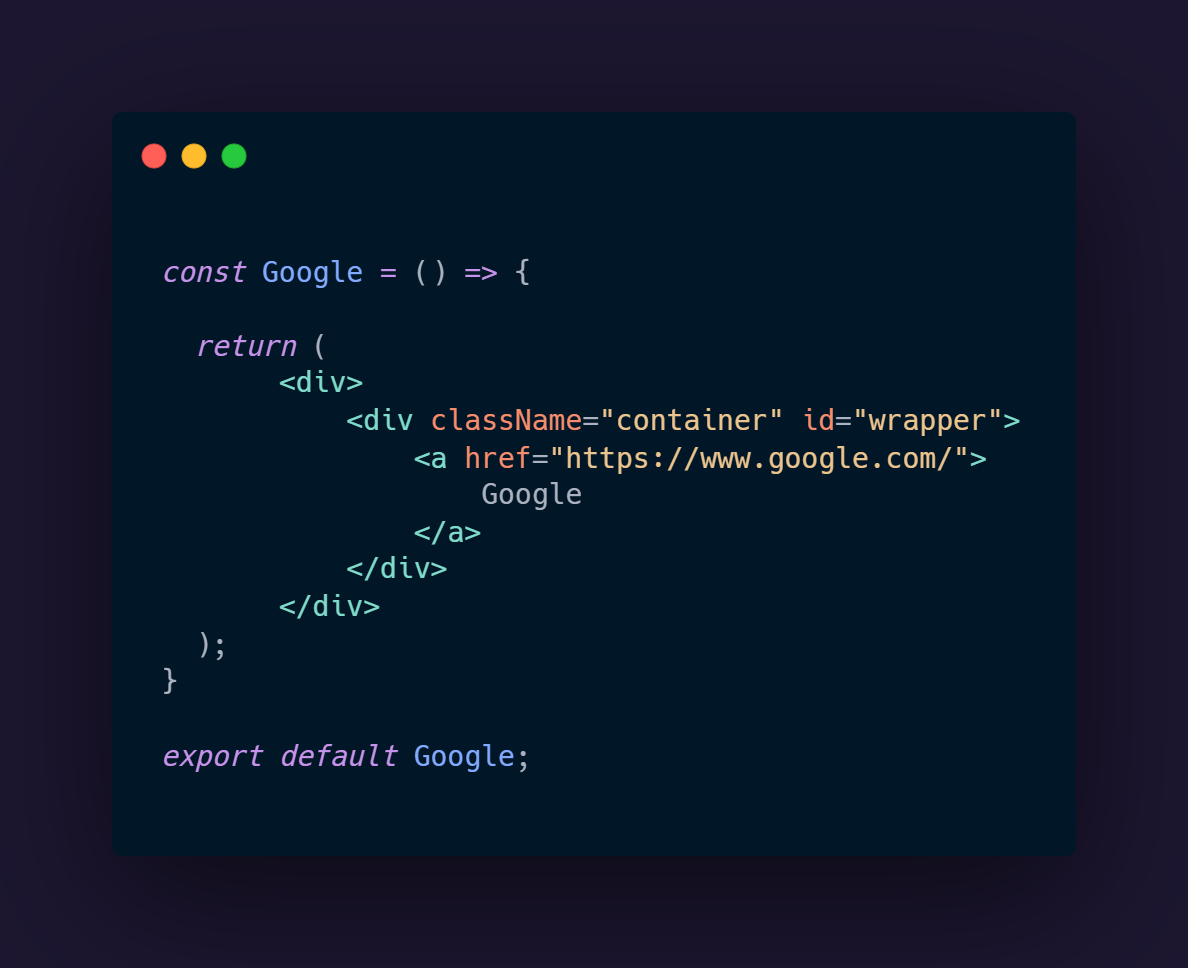 const Google = () => {
return (
<div>
<div className="container" id="wrapper">
<a href="https://www.google.com/">
Google
</a>
</div>
</div>
);
}
export default Google;